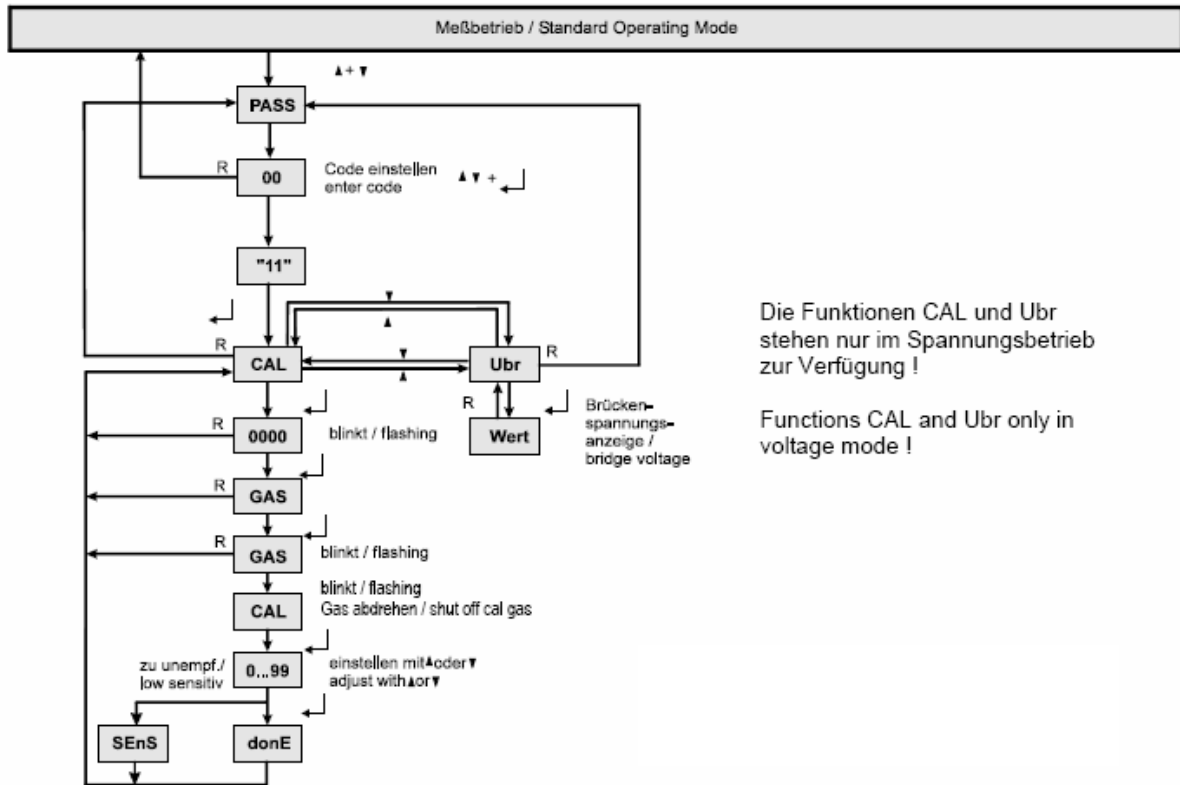 Meßbetrieb / Standard Operating Mode
▲+ ▼
PASS
R
00
Code einstellen
enter code
▲ ▼ +
"11"
▼
▲
R
CAL
▼
▲
Ubr
R
R
Wert
Brücken-
spannungs-
anzeige /
bridge voltage
Die Funktionen CAL und Ubr
stehen nur im Spannungsbetrieb
zur Verfügung !
Functions CAL and Ubr only in
voltage mode !
R
0000
blinkt / flashing
R
GAS
R
GAS
blinkt / flashing
CAL
blinkt / flashing
Gas abdrehen / shut off cal gas
zu unempf./
low sensitiv
0...99
einstellen mit▲oder▼
adjust with▲or▼
SEnS
donE